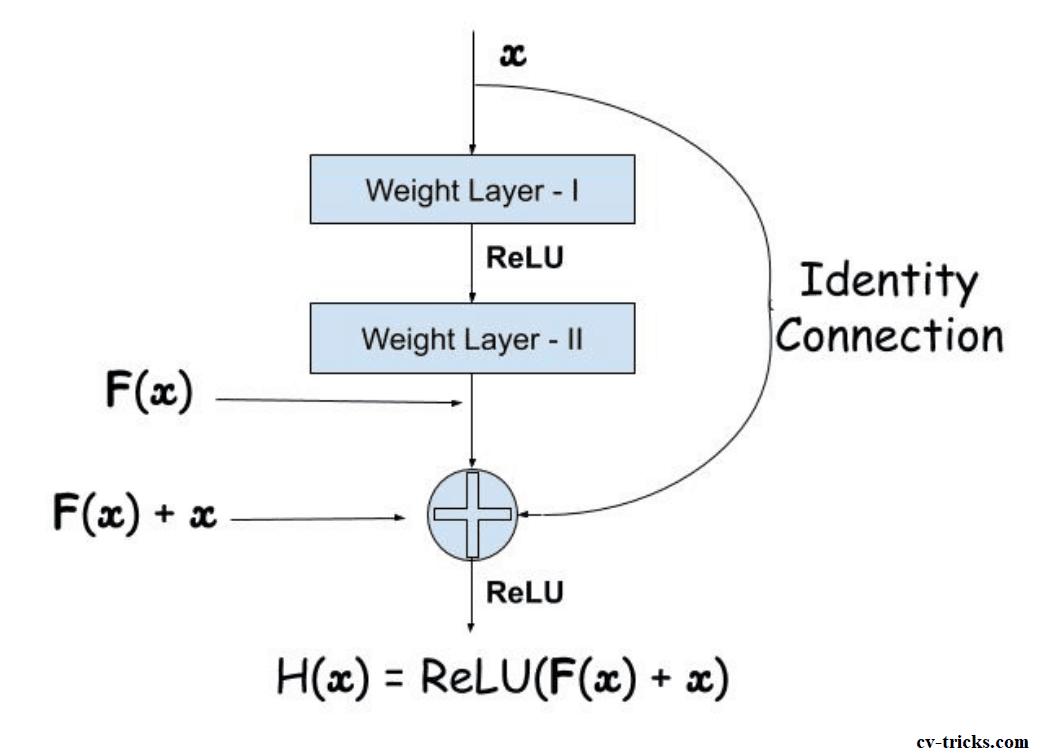 x
Weight Layer - I
ReLU
Identity
Connection
Weight Layer - II
F(x)
F(x) + x
ReLU
H(x) = ReLU(F(x) + x)
cv-tricks.com